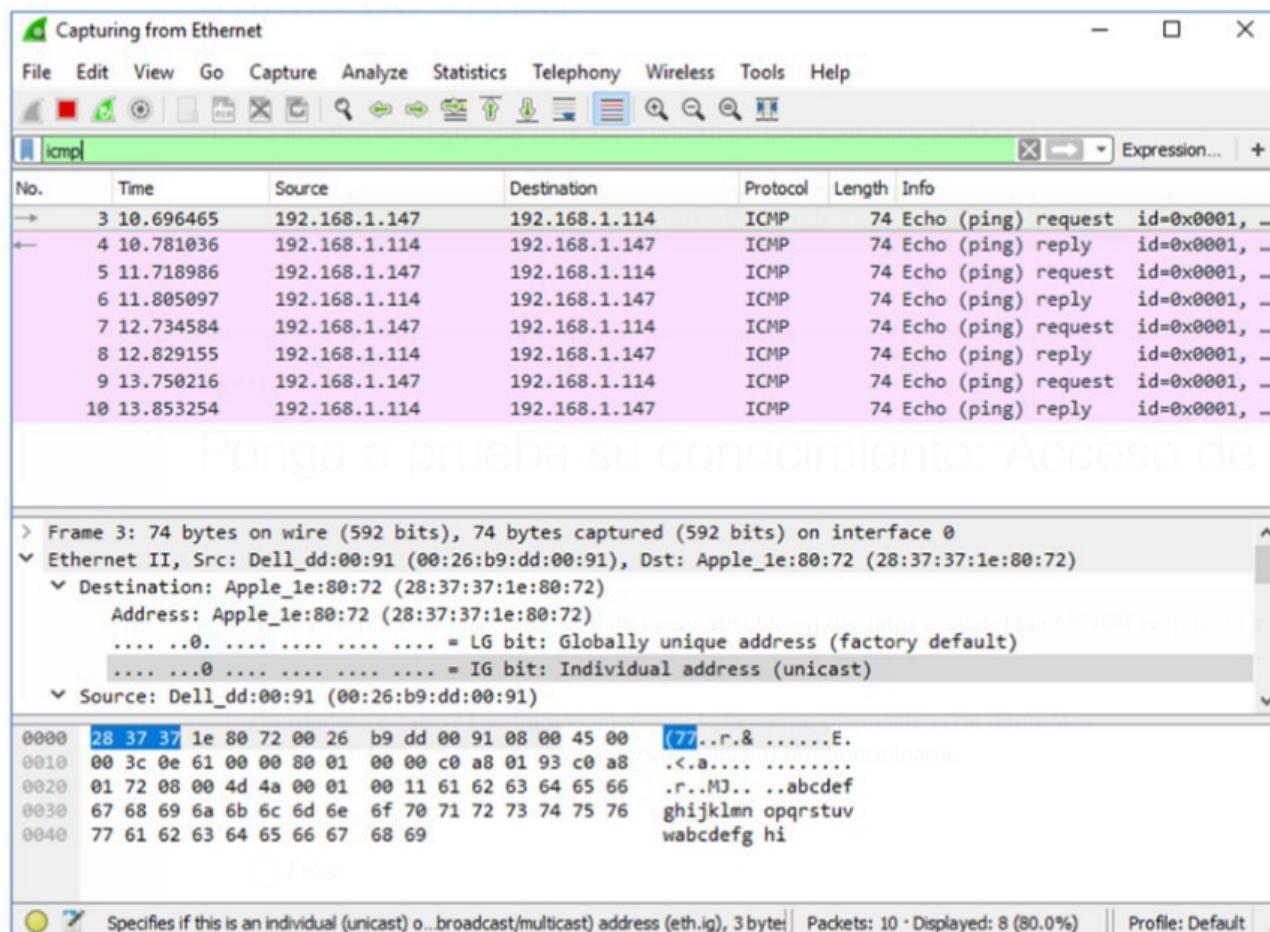 Capturing from Ethernet
File Edit View Go Capture Analyze Statistics Telephony Wireless Tools Help
icmp Expression... +
No. Time Source Destination Protocol Length Info
3 10.696465 192.168.1.147 192.168.1.114 ICMP 74 Echo (ping) request id=0x0001, …
4 10.781036 192.168.1.114 192.168.1.147 ICMP 74 Echo (ping) reply id=0x0001, …
5 11.718986 192.168.1.147 192.168.1.114 ICMP 74 Echo (ping) request id=0x0001, …
6 11.805097 192.168.1.114 192.168.1.147 ICMP 74 Echo (ping) reply id=0x0001, …
7 12.734584 192.168.1.147 192.168.1.114 ICMP 74 Echo (ping) request id=0x0001, …
8 12.829155 192.168.1.114 192.168.1.147 ICMP 74 Echo (ping) reply id=0x0001, …
9 13.750216 192.168.1.147 192.168.1.114 ICMP 74 Echo (ping) request id=0x0001, …
10 13.853254 192.168.1.114 192.168.1.147 ICMP 74 Echo (ping) reply id=0x0001, …
Ponga a prueba su conocimiento: Acceso de
> Frame 3: 74 bytes on wire (592 bits), 74 bytes captured (592 bits) on interface 0
Ethernet II, Src: Dell_dd:00:91 (00:26:b9:dd:00:91), Dst: Apple_1e:80:72 (28:37:37:1e:80:72)
Destination: Apple_1e:80:72 (28:37:37:1e:80:72)
Address: Apple_1e:80:72 (28:37:37:1e:80:72)
.... ..0. .... .... .... .... = LG bit: Globally unique address (factory default)
.... ...0 .... .... .... .... = IG bit: Individual address (unicast)
Source: Dell_dd:00:91 (00:26:b9:dd:00:91)
0000 28 37 37 1e 80 72 00 26 b9 dd 00 91 08 00 45 00 (77..r.& ......E.
0010 00 3c 0e 61 00 00 80 01 00 00 c0 a8 01 93 c0 a8 .<.a.... ........
0020 01 72 08 00 4d 4a 00 01 00 11 61 62 63 64 65 66 .r..MJ.. ..abcdef
0030 67 68 69 6a 6b 6c 6d 6e 6f 70 71 72 73 74 75 76 ghijklmn opqrstuv
0040 77 61 62 63 64 65 66 67 68 69 wabcdefg hi
Falso
Specifies if this is an individual (unicast) o...broadcast/multicast) address (eth.ig), 3 byte Packets: 10 · Displayed: 8 (80.0%) Profile: Default